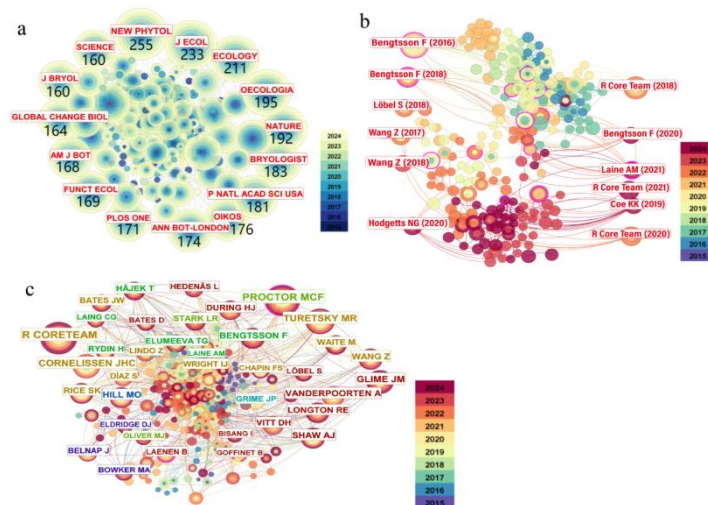 a
NEW PHYTOL
255
J ECOL
233
ECOLOGY
211
OECOLOGIA
195
NATURE
192
BRYOLOGIST
183
P NATL ACAD SCI USA
181
OIKOS
176
ANN BOT-LONDON
174
PLOS ONE
171
FUNCT ECOL
169
AM J BOT
168
GLOBAL CHANGE BIOL
164
J BRYOL
160
SCIENCE
160
2024
2023
2022
2021
2020
2019
2018
2017
2016
b
Bengtsson F (2016)
Bengtsson F (2018)
Löbel S (2018)
Wang Z (2017)
Wang Z (2018)
Hodgetts NG (2020)
R Core Team (2018)
Bengtsson F (2020)
Laine AM (2021)
R Core Team (2021)
Coe KK (2019)
R Core Team (2020)
2024
2023
2022
2021
2020
2019
2018
2017
2016
2015
c
HÁJEK T
HEDENÄS L
PROCTOR MCF
BATES JW
DURING HJ
TURETSKY MR
LAING CG
BATES D
STARK LR
R CORETEAM
ELUMEEVA TG
BENGTSSON F
WAITE M
RYDIN H
LINDO Z
LAINE AM
WANG Z
CORNELISSEN JHC
WRIGHT IJ
CHAPIN FS
DÍAZ S
LÖBEL S
GLIME JM
RICE SK
HILL MO
GRIME JP
VANDERPOORTEN A
LONGTON RE
ELDRIDGE DJ
VITT DH
OLIVER MJ
BISANG I
SHAW AJ
BELNAP J
LAENEN B
GOFFINET B
BOWKER MA
2024
2023
2022
2021
2020
2019
2018
2017
2016
2015